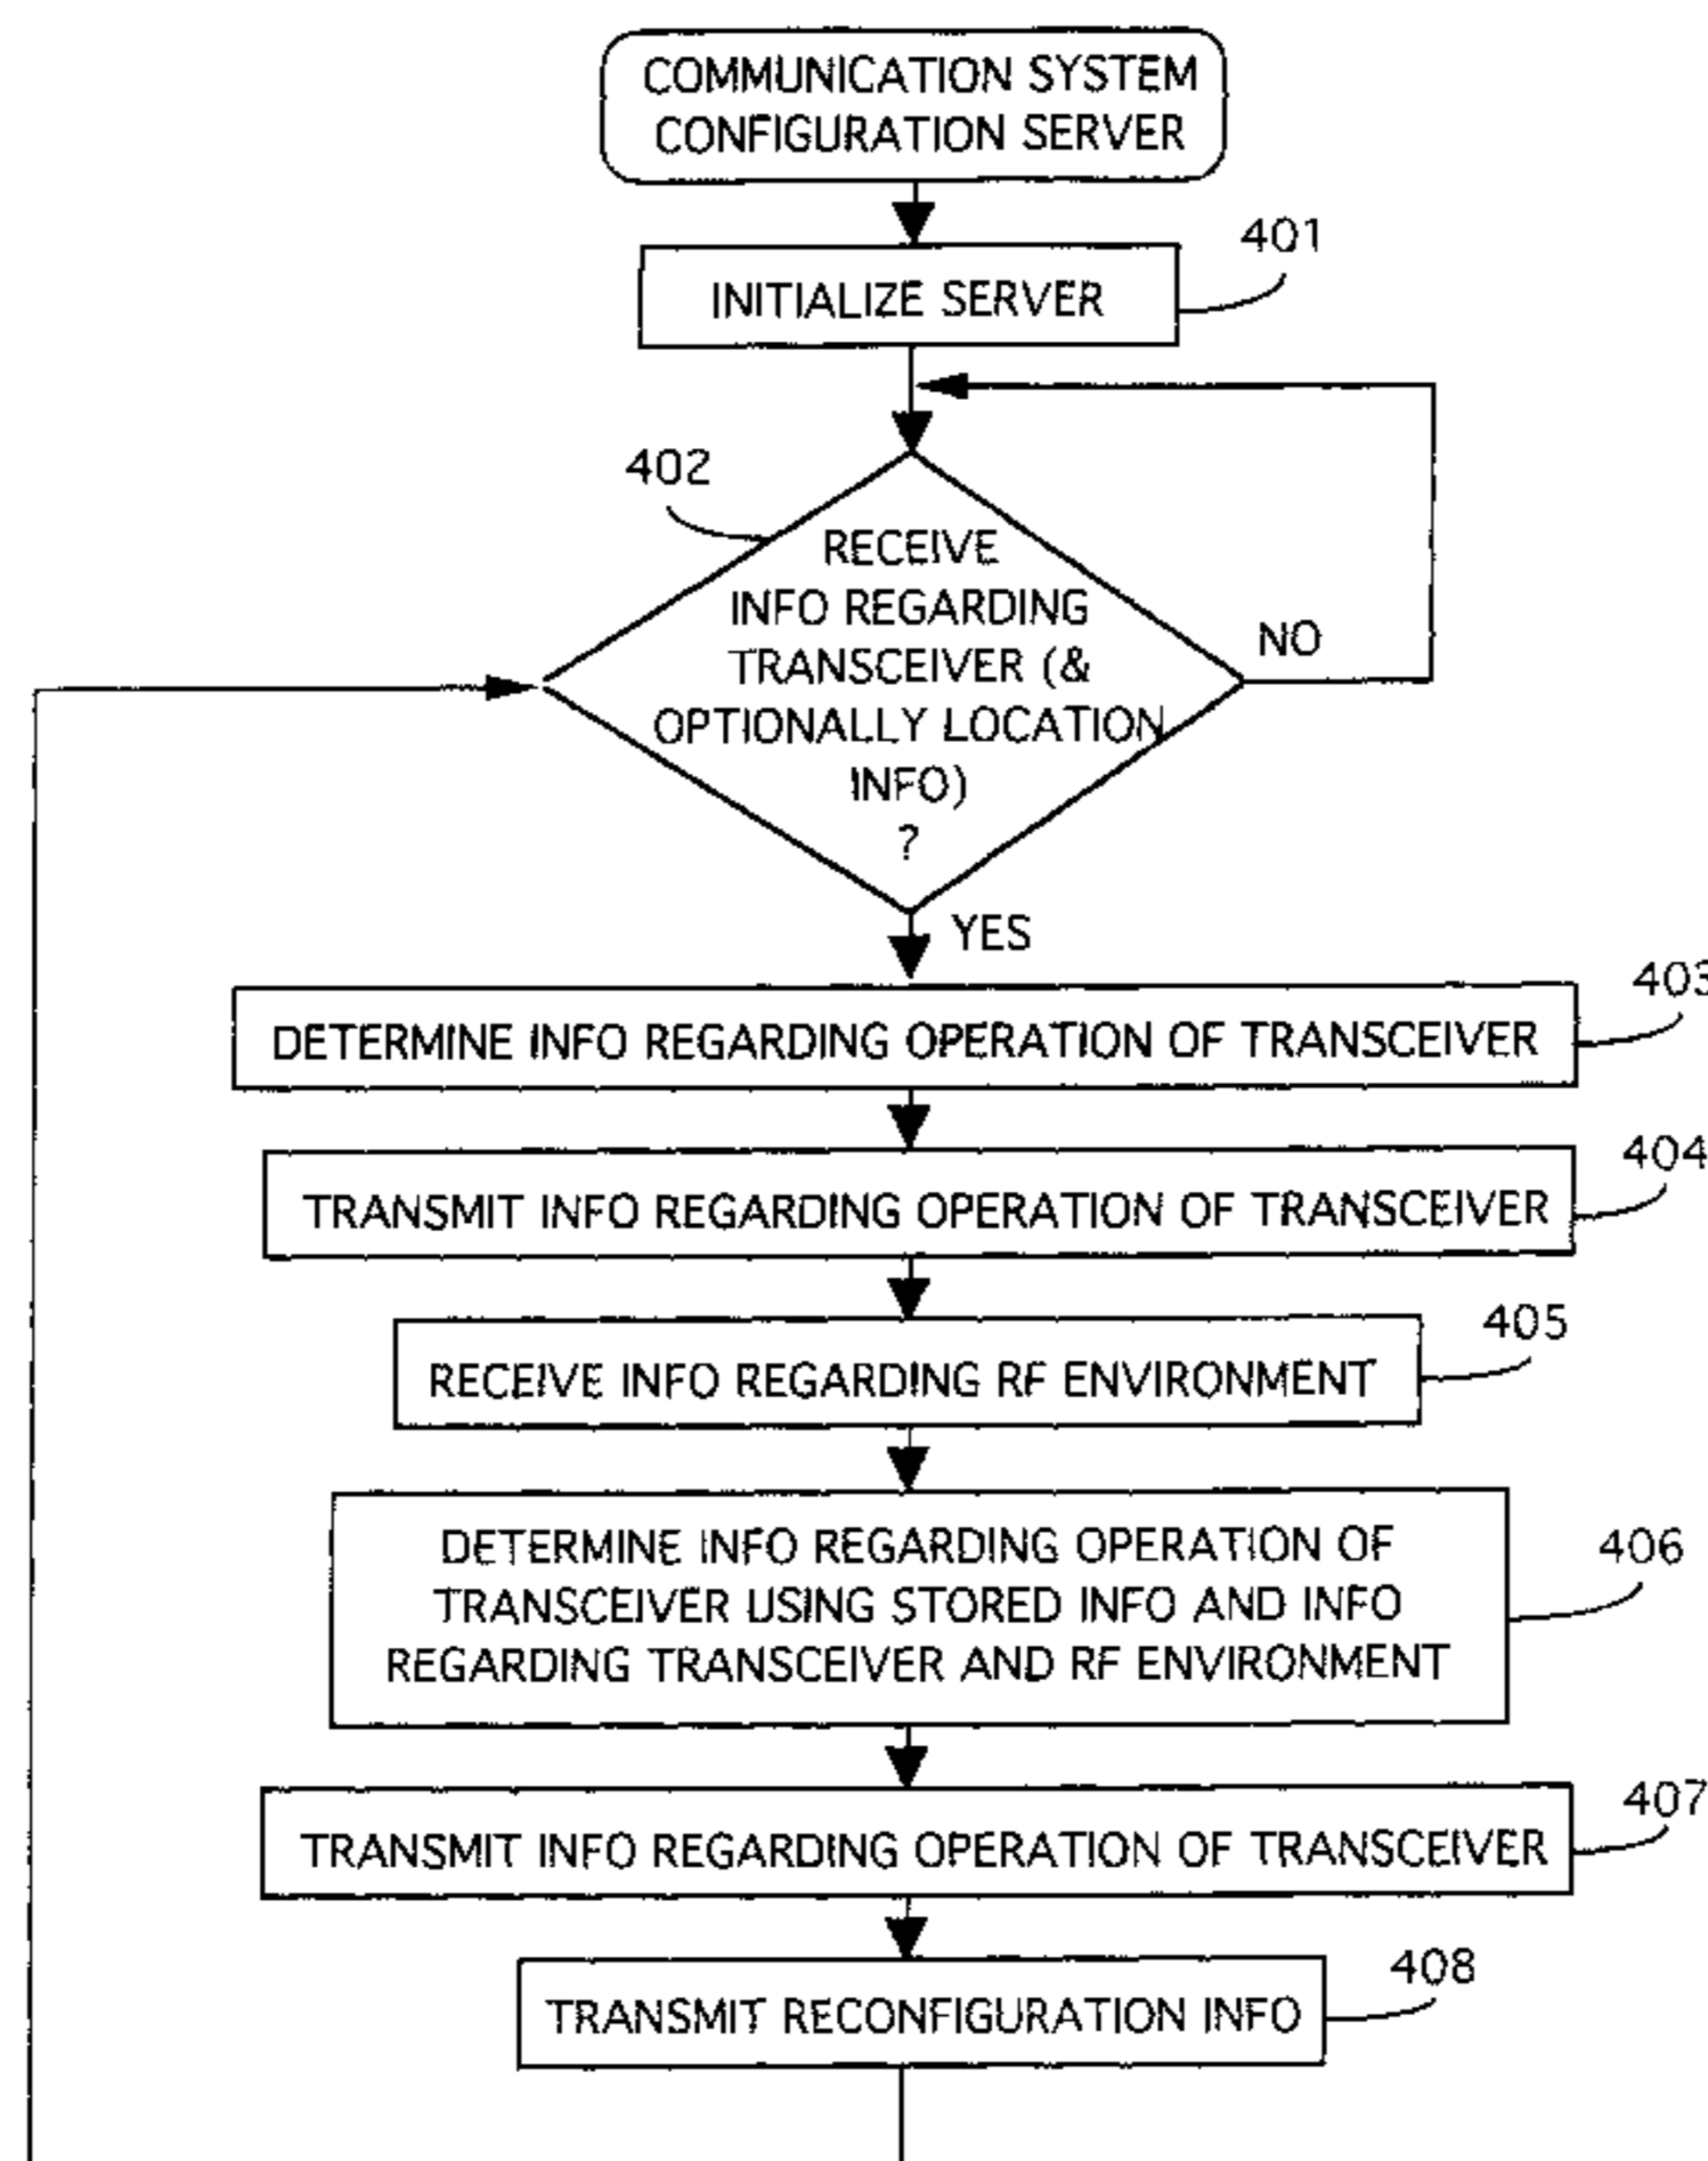 COMMUNICATION SYSTEM
CONFIGURATION SERVER
401
INITIALIZE SERVER
402
RECEIVE
INFO REGARDING
TRANSCEIVER (&
OPTIONALLY LOCATION
INFO)
?
NO
YES
403
DETERMINE INFO REGARDING OPERATION OF TRANSCEIVER
404
TRANSMIT INFO REGARDING OPERATION OF TRANSCEIVER
405
RECEIVE INFO REGARDING RF ENVIRONMENT
406
DETERMINE INFO REGARDING OPERATION OF
TRANSCEIVER USING STORED INFO AND INFO
REGARDING TRANSCEIVER AND RF ENVIRONMENT
407
TRANSMIT INFO REGARDING OPERATION OF TRANSCEIVER
408
TRANSMIT RECONFIGURATION INFO